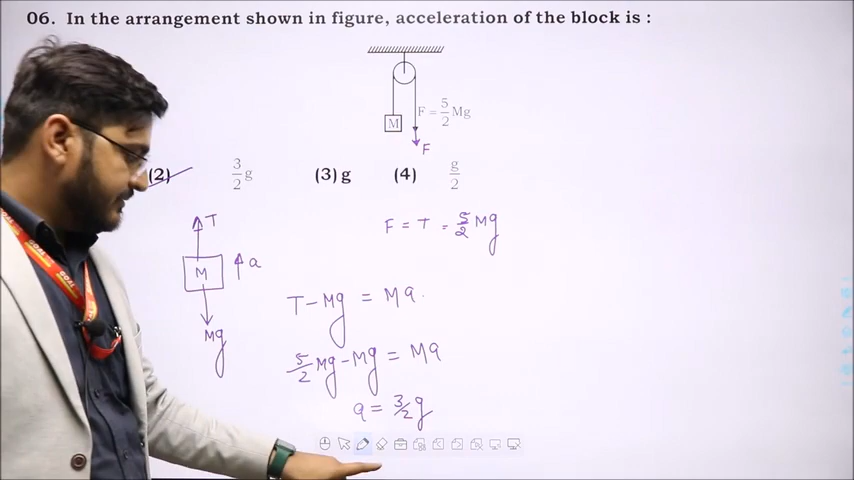 06. In the arrangement shown in figure, acceleration of the block is :
M
F = 5/2 Mg
F
(2) 3/2 g (3) g (4) g/2
T
M
a
Mg
F = T = 5/2 Mg
T - Mg = Ma.
5/2 Mg - Mg = Ma
a = 3/2 g